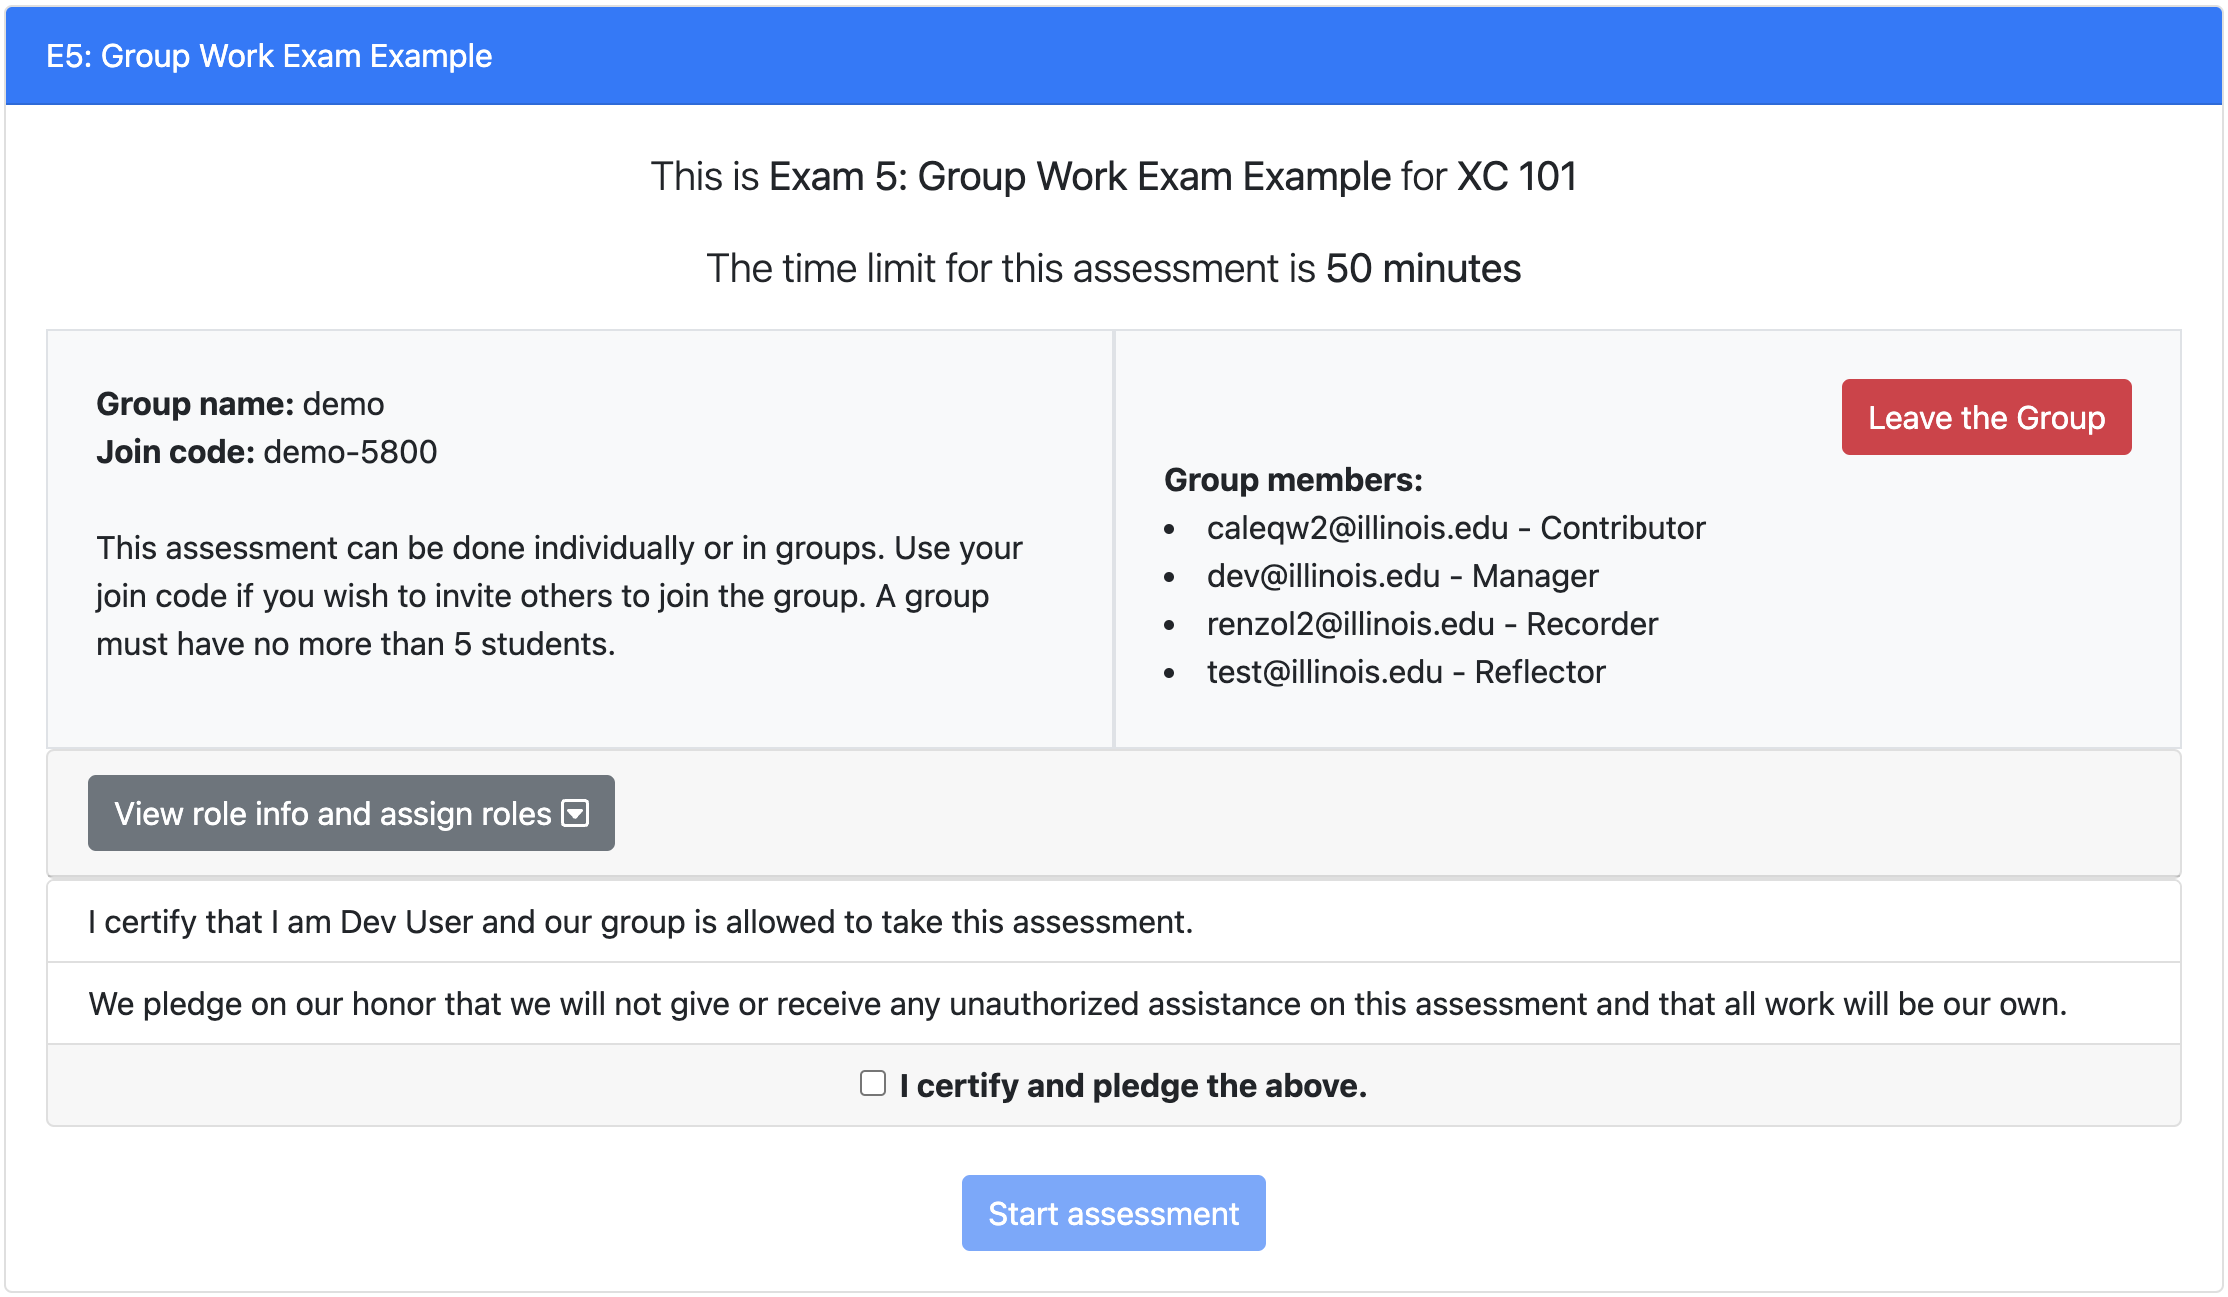 E5: Group Work Exam Example
This is Exam 5: Group Work Exam Example for XC 101
The time limit for this assessment is 50 minutes
Group name: demo
Join code: demo-5800
This assessment can be done individually or in groups. Use your
join code if you wish to invite others to join the group. A group
must have no more than 5 students.
Leave the Group
Group members:
• caleqw2@illinois.edu - Contributor
• dev@illinois.edu - Manager
• renzol2@illinois.edu - Recorder
• test@illinois.edu - Reflector
View role info and assign roles
I certify that I am Dev User and our group is allowed to take this assessment.
We pledge on our honor that we will not give or receive any unauthorized assistance on this assessment and that all work will be our own.
I certify and pledge the above.
Start assessment